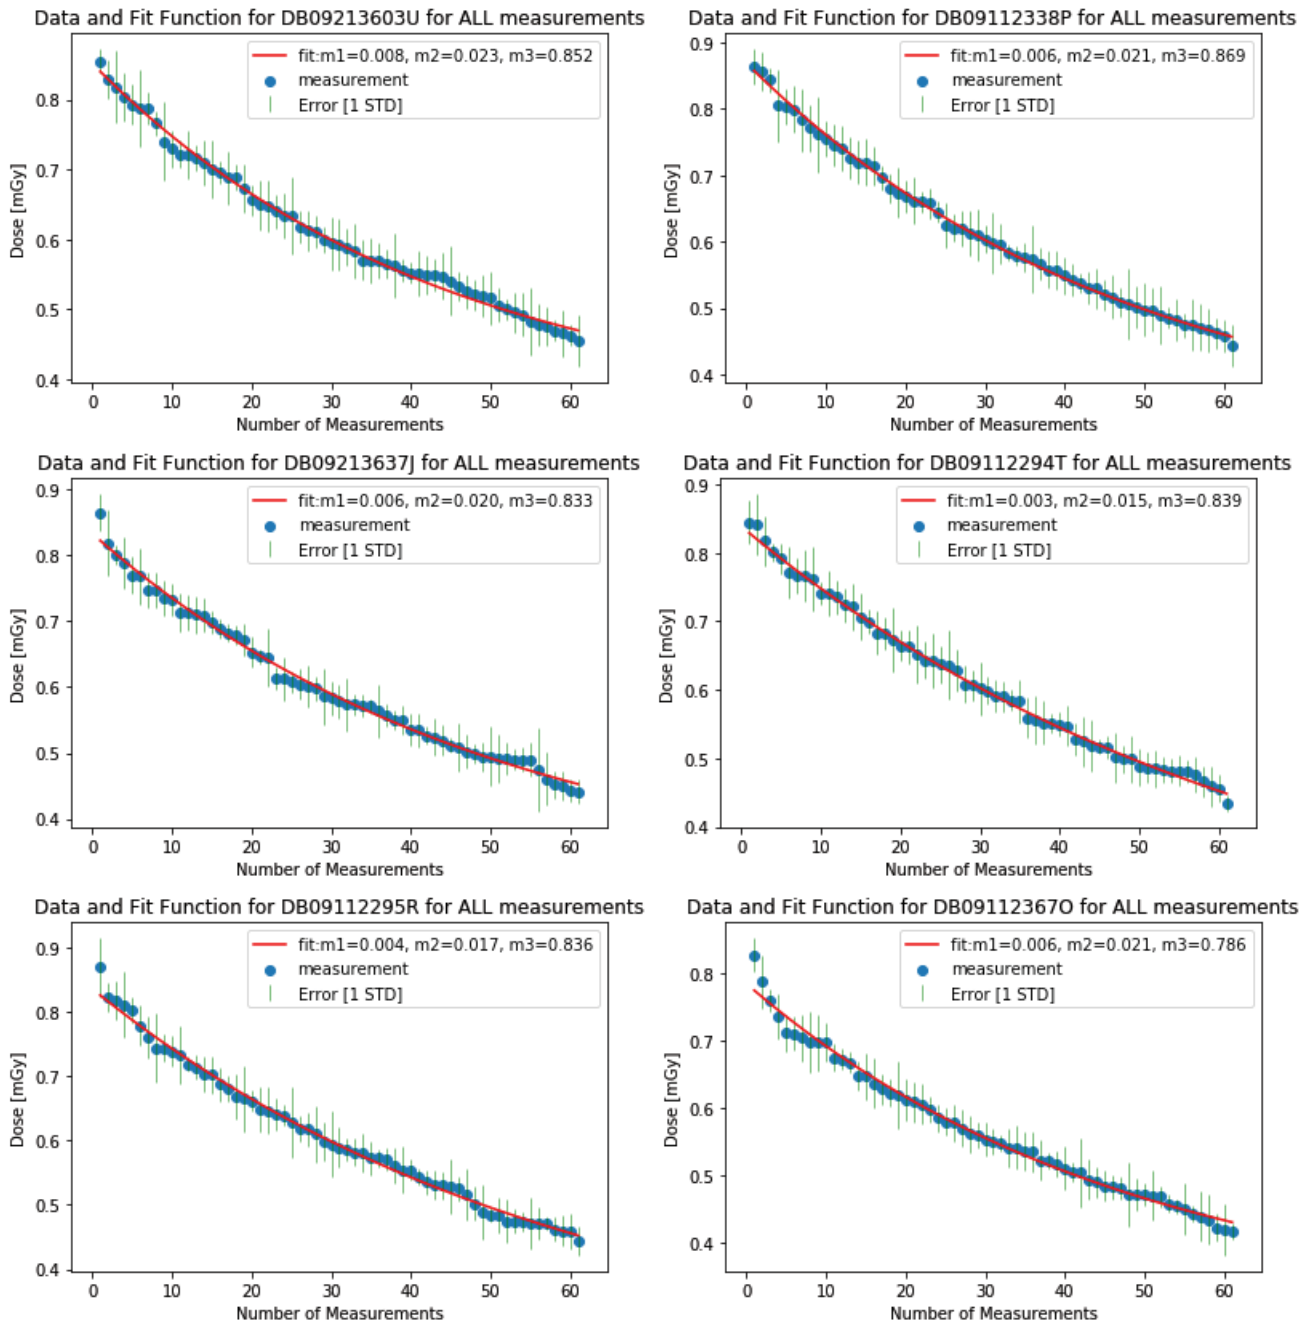 Data and Fit Function for DB09213603U for ALL measurements
fit:m1=0.008, m2=0.023, m3=0.852
measurement
Error [1 STD]
Dose [mGy]
0.8
0.7
0.6
0.5
0.4
0 10 20 30 40 50 60
Number of Measurements
Data and Fit Function for DB09112338P for ALL measurements
fit:m1=0.006, m2=0.021, m3=0.869
measurement
Error [1 STD]
Dose [mGy]
0.9
0.8
0.7
0.6
0.5
0.4
0 10 20 30 40 50 60
Number of Measurements
Data and Fit Function for DB09213637J for ALL measurements
fit:m1=0.006, m2=0.020, m3=0.833
measurement
Error [1 STD]
Dose [mGy]
0.9
0.8
0.7
0.6
0.5
0.4
0 10 20 30 40 50 60
Number of Measurements
Data and Fit Function for DB09112294T for ALL measurements
fit:m1=0.003, m2=0.015, m3=0.839
measurement
Error [1 STD]
Dose [mGy]
0.9
0.8
0.7
0.6
0.5
0.4
0 10 20 30 40 50 60
Number of Measurements
Data and Fit Function for DB09112295R for ALL measurements
fit:m1=0.004, m2=0.017, m3=0.836
measurement
Error [1 STD]
Dose [mGy]
0.9
0.8
0.7
0.6
0.5
0.4
0 10 20 30 40 50 60
Number of Measurements
Data and Fit Function for DB09112367O for ALL measurements
fit:m1=0.006, m2=0.021, m3=0.786
measurement
Error [1 STD]
Dose [mGy]
0.8
0.7
0.6
0.5
0.4
0 10 20 30 40 50 60
Number of Measurements